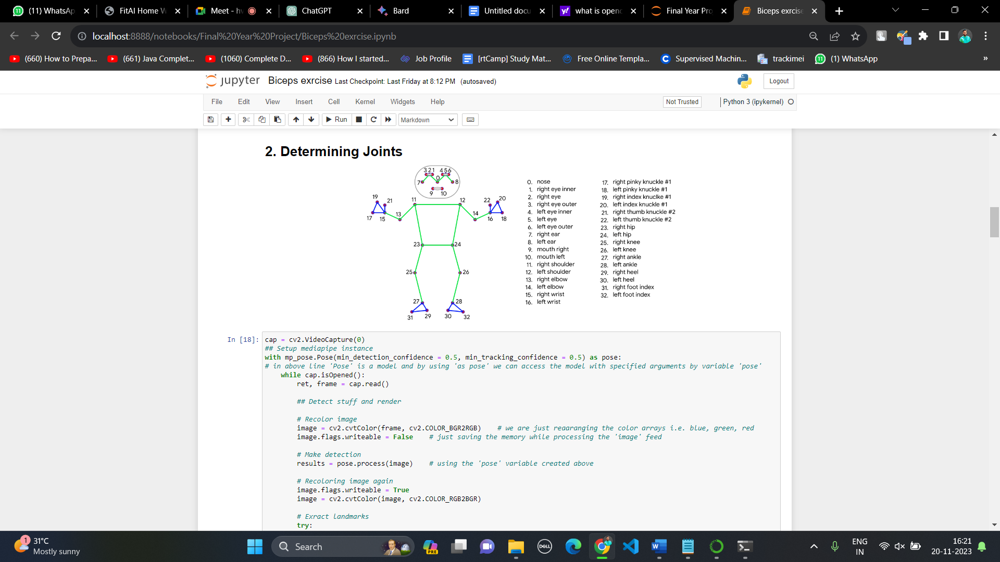 (11) WhatsAp
FitAI Home W
Meet - hv
ChatGPT
Bard
Untitled docu
what is openc
Final Year Pro
Biceps exrcise
localhost:8888/notebooks/Final%20Year%20Project/Biceps%20exrcise.ipynb
(660) How to Prepa...
(661) Java Complet...
(1060) Complete D...
(866) How I started...
Job Profile
[rtCamp] Study Mat...
Free Online Templa...
Supervised Machin...
trackimei
(1) WhatsApp
»
jupyter Biceps exrcise Last Checkpoint: Last Friday at 8:12 PM (autosaved)
Logout
File Edit View Insert Cell Kernel Widgets Help
Not Trusted
Python 3 (ipykernel)
Run
Markdown
2. Determining Joints
3 2 1 4 5 6
0
7 8
9 10
19 21 11 12 22 20
17 15 13 14 16 18
23 24
25 26
27 28
31 29 30 32
0. nose
1. right eye inner
2. right eye
3. right eye outer
4. left eye inner
5. left eye
6. left eye outer
7. right ear
8. left ear
9. mouth right
10. mouth left
11. right shoulder
12. left shoulder
13. right elbow
14. left elbow
15. right wrist
16. left wrist
17. right pinky knuckle #1
18. left pinky knuckle #1
19. right index knuclke #1
20. left index knuckle #1
21. right thumb knuckle #2
22. left thumb knuckle #2
23. right hip
24. left hip
25. right knee
26. left knee
27. right ankle
28. left ankle
29. right heel
30. left heel
31. right foot index
32. left foot index
In [18]:
cap = cv2.VideoCapture(0)
## Setup mediapipe instance
with mp_pose.Pose(min_detection_confidence = 0.5, min_tracking_confidence = 0.5) as pose:
# in above line 'Pose' is a model and by using 'as pose' we can access the model with specified arguments by variable 'pose'
while cap.isOpened():
ret, frame = cap.read()
## Detect stuff and render
# Recolor image
image = cv2.cvtColor(frame, cv2.COLOR_BGR2RGB) # we are just reaaranging the color arrays i.e. blue, green, red
image.flags.writeable = False # just saving the memory while processing the 'image' feed
# Make detection
results = pose.process(image) # using the 'pose' variable created above
# Recoloring image again
image.flags.writeable = True
image = cv2.cvtColor(image, cv2.COLOR_RGB2BGR)
# Exract landmarks
try:
1
31°C
Mostly sunny
Search
PRE
DELL
ENG
IN
16:21
20-11-2023